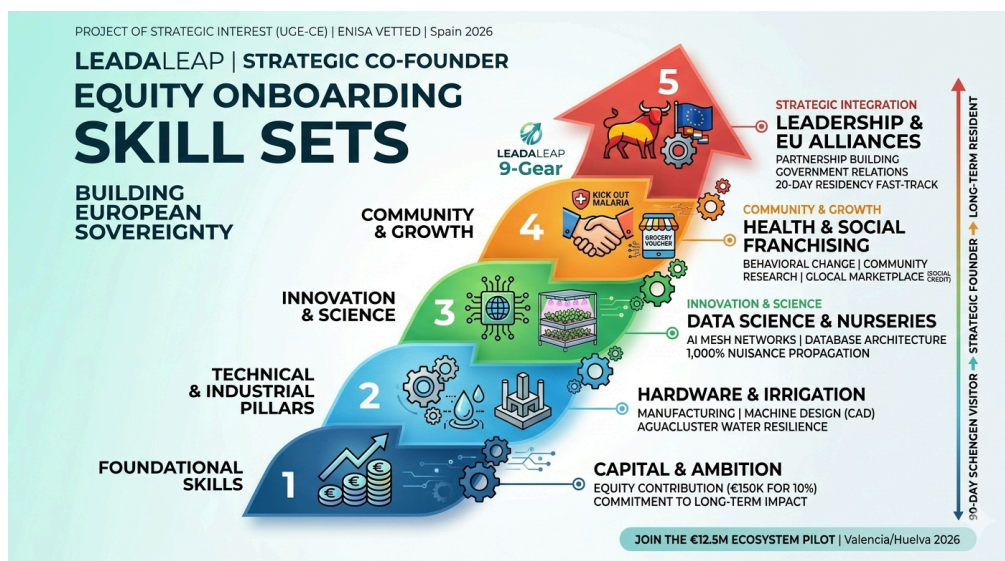 PROJECT OF STRATEGIC INTEREST (UGE-CE) | ENISA VETTED | Spain 2026
LEADALEAP | STRATEGIC CO-FOUNDER
EQUITY ONBOARDING
SKILL SETS
BUILDING
EUROPEAN
SOVEREIGNTY
LEADALEAP
9-Gear
5
STRATEGIC INTEGRATION
LEADERSHIP &
EU ALLIANCES
PARTNERSHIP BUILDING
GOVERNMENT RELATIONS
20-DAY RESIDENCY FAST-TRACK
COMMUNITY
& GROWTH
4
KICK OUT
MALARIA
GROCERY
VOUCHER
COMMUNITY & GROWTH
HEALTH & SOCIAL
FRANCHISING
BEHAVIORAL CHANGE | COMMUNITY
RESEARCH | GLOCAL MARKETPLACE (SOCIAL
CREDIT)
INNOVATION
& SCIENCE
3
INNOVATION & SCIENCE
DATA SCIENCE & NURSERIES
AI MESH NETWORKS | DATABASE ARCHITECTURE
1,000% NUISANCE PROPAGATION
TECHNICAL
& INDUSTRIAL
PILLARS
2
HARDWARE & IRRIGATION
MANUFACTURING | MACHINE DESIGN (CAD)
AGUACLUSTER WATER RESILIENCE
FOUNDATIONAL
SKILLS
1
€
€
€
CAPITAL & AMBITION
EQUITY CONTRIBUTION (€150K FOR 10%)
COMMITMENT TO LONG-TERM IMPACT
90-DAY SCHENGEN VISITOR → STRATEGIC FOUNDER → LONG-TERM RESIDENT
JOIN THE €12.5M ECOSYSTEM PILOT | Valencia/Huelva 2026